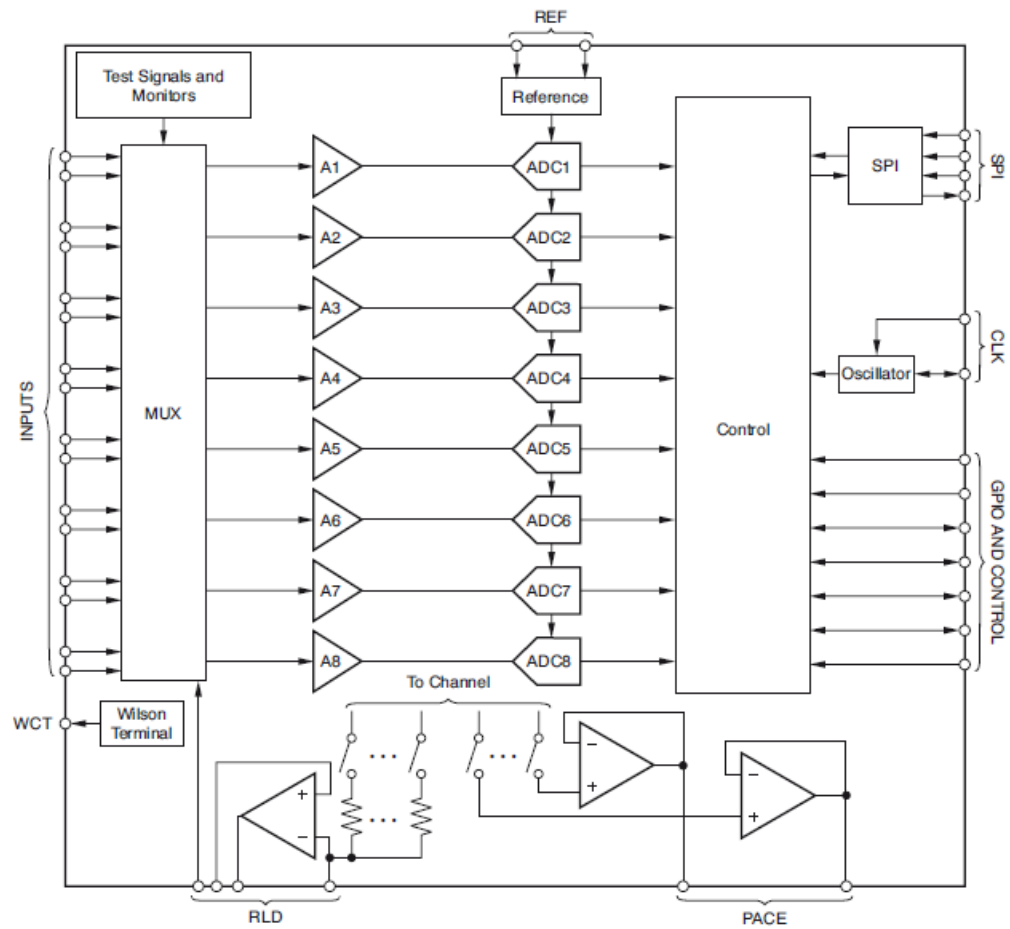 REF
Test Signals and
Monitors
Reference
A1
ADC1
SPI
SPI
A2
ADC2
A3
ADC3
CLK
A4
ADC4
Oscillator
INPUTS
MUX
Control
A5
ADC5
A6
ADC6
GPIO AND CONTROL
A7
ADC7
A8
ADC8
To Channel
WCT
Wilson
Terminal
RLD
PACE